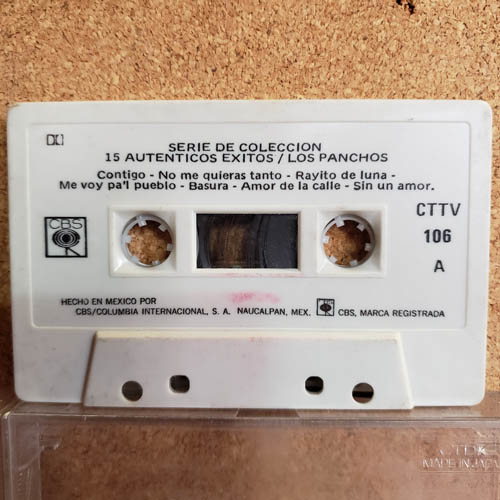 SERIE DE COLECCION
15 AUTENTICOS EXITOS / LOS PANCHOS
Contigo - No me quieras tanto - Rayito de luna -
Me voy pa'l pueblo - Basura - Amor de la calle - Sin un amor.
CBS
CTTV
106
A
HECHO EN MEXICO POR
CBS/COLUMBIA INTERNACIONAL, S. A. NAUCALPAN, MEX.
CBS, MARCA REGISTRADA
TDK
MADE IN JAPAN